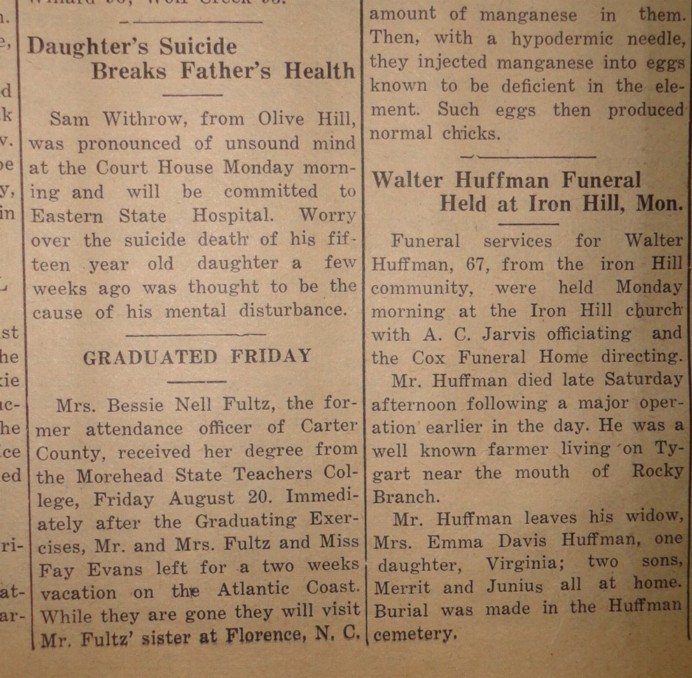 Daughter's Suicide
Breaks Father's Health
Sam Withrow, from Olive Hill,
was pronounced of unsound mind
at the Court House Monday morn-
ing and will be committed to
Eastern State Hospital. Worry
over the suicide death of his fif-
teen year old daughter a few
weeks ago was thought to be the
cause of his mental disturbance.
GRADUATED FRIDAY
Mrs. Bessie Nell Fultz, the for-
mer attendance officer of Carter
County, received her degree from
the Morehead State Teachers Col-
lege, Friday August 20. Immedi-
ately after the Graduating Exer-
cises, Mr. and Mrs. Fultz and Miss
Fay Evans left for a two weeks
vacation on the Atlantic Coast.
While they are gone they will visit
Mr. Fultz' sister at Florence, N. C.
amount of manganese in them.
Then, with a hypodermic needle,
they injected manganese into eggs
known to be deficient in the ele-
ment. Such eggs then produced
normal chicks.
Walter Huffman Funeral
Held at Iron Hill, Mon.
Funeral services for Walter
Huffman, 67, from the iron Hill
community, were held Monday
morning at the Iron Hill church
with A. C. Jarvis officiating and
the Cox Funeral Home directing.
Mr. Huffman died late Saturday
afternoon following a major oper-
ation earlier in the day. He was a
well known farmer living on Ty-
gart near the mouth of Rocky
Branch.
Mr. Huffman leaves his widow,
Mrs. Emma Davis Huffman, one
daughter, Virginia; two sons,
Merrit and Junius all at home.
Burial was made in the Huffman
cemetery.